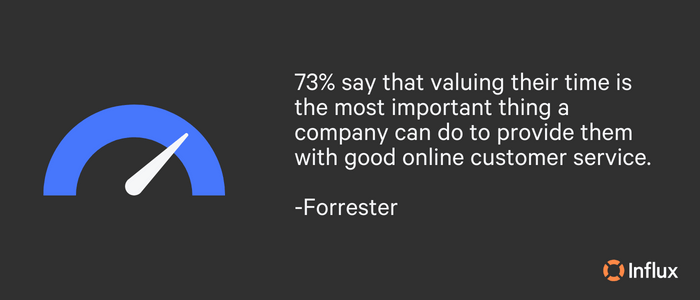 73% say that valuing their time is
the most important thing a
company can do to provide them
with good online customer service.
-Forrester
Influx